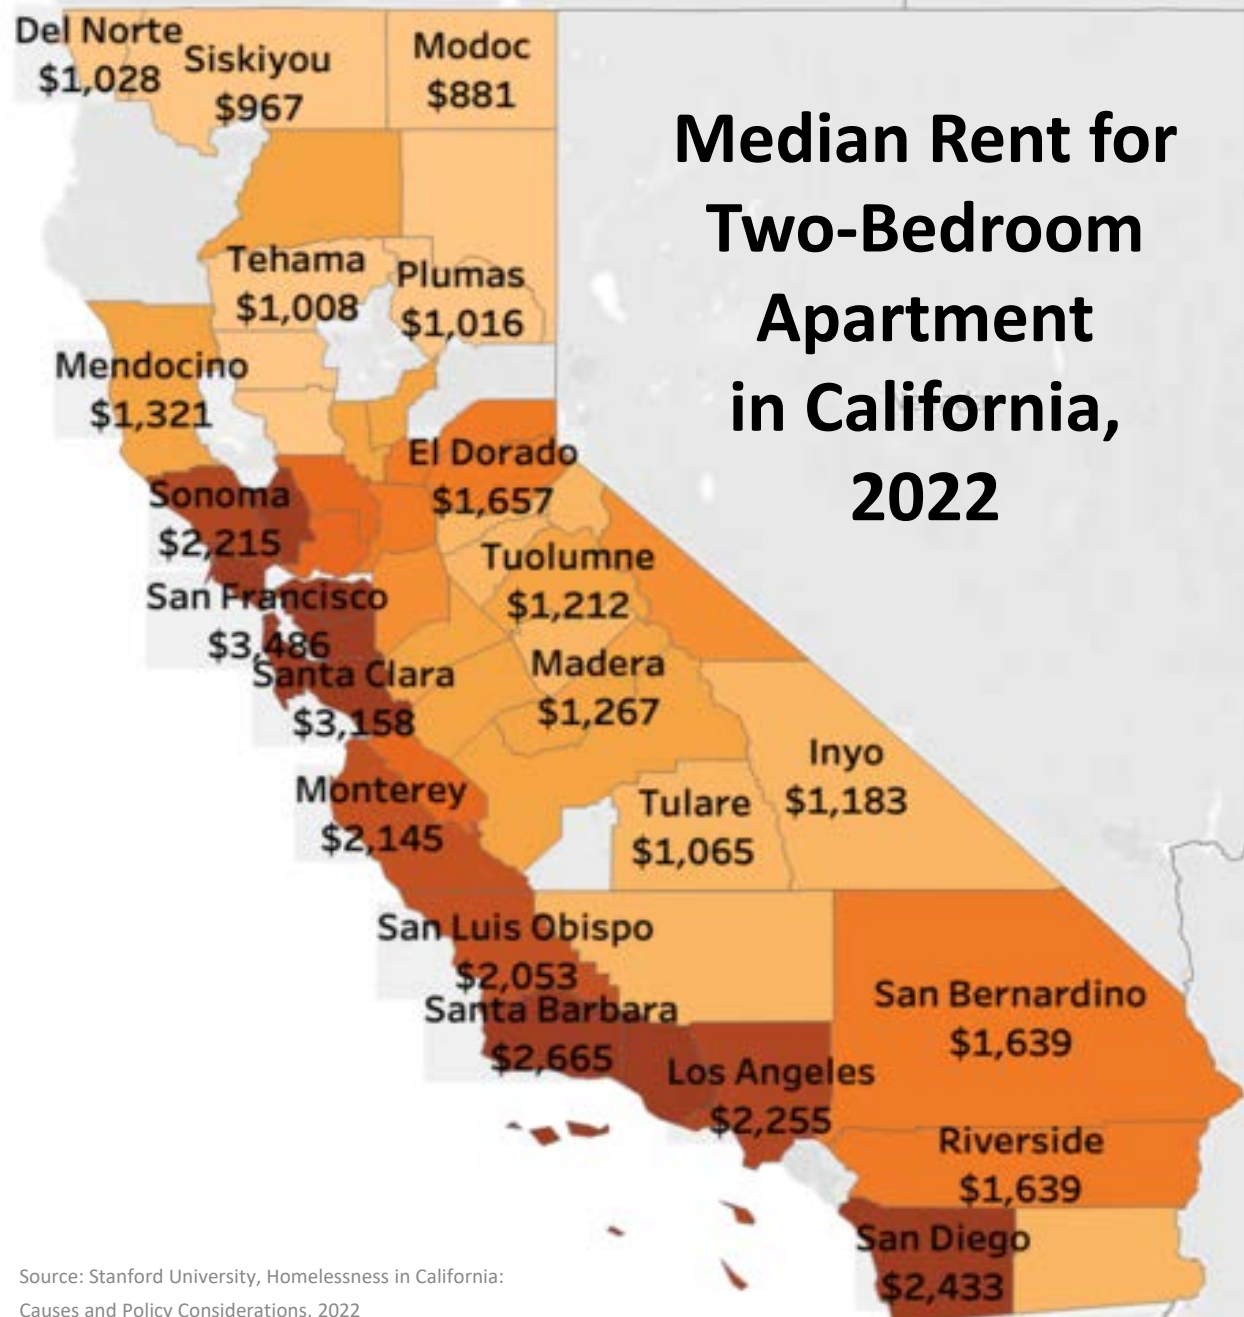 Del Norte
$1,028
Siskiyou
$967
Modoc
$881
Median Rent for
Two-Bedroom
Apartment
in California,
2022
Tehama
$1,008
Plumas
$1,016
Mendocino
$1,321
El Dorado
$1,657
Sonoma
$2,215
Tuolumne
$1,212
San Francisco
$3,486
Santa Clara
$3,158
Madera
$1,267
Inyo
$1,183
Monterey
$2,145
Tulare
$1,065
San Luis Obispo
$2,053
Santa Barbara
$2,665
San Bernardino
$1,639
Los Angeles
$2,255
Riverside
$1,639
San Diego
$2,433
Source: Stanford University, Homelessness in California:
Causes and Policy Considerations. 2022